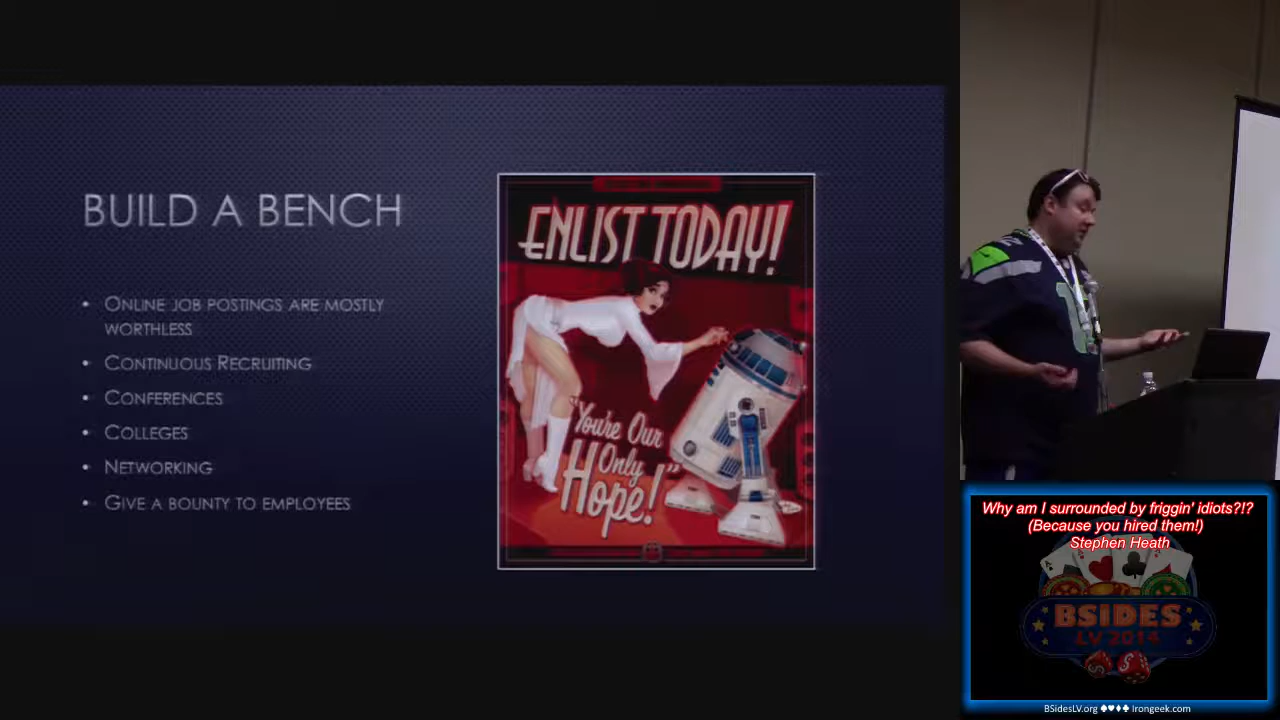 BUILD A BENCH
• ONLINE JOB POSTINGS ARE MOSTLY
WORTHLESS
• CONTINUOUS RECRUITING
• CONFERENCES
• COLLEGES
• NETWORKING
• GIVE A BOUNTY TO EMPLOYEES
ENLIST TODAY!
"You're Our
Only
Hope!"
Why am I surrounded by friggin' idiots?!?
(Because you hired them!)
Stephen Heath
BSIDES
LV 2014
BSidesLV.org ♠♥♦♣ Irongeek.com